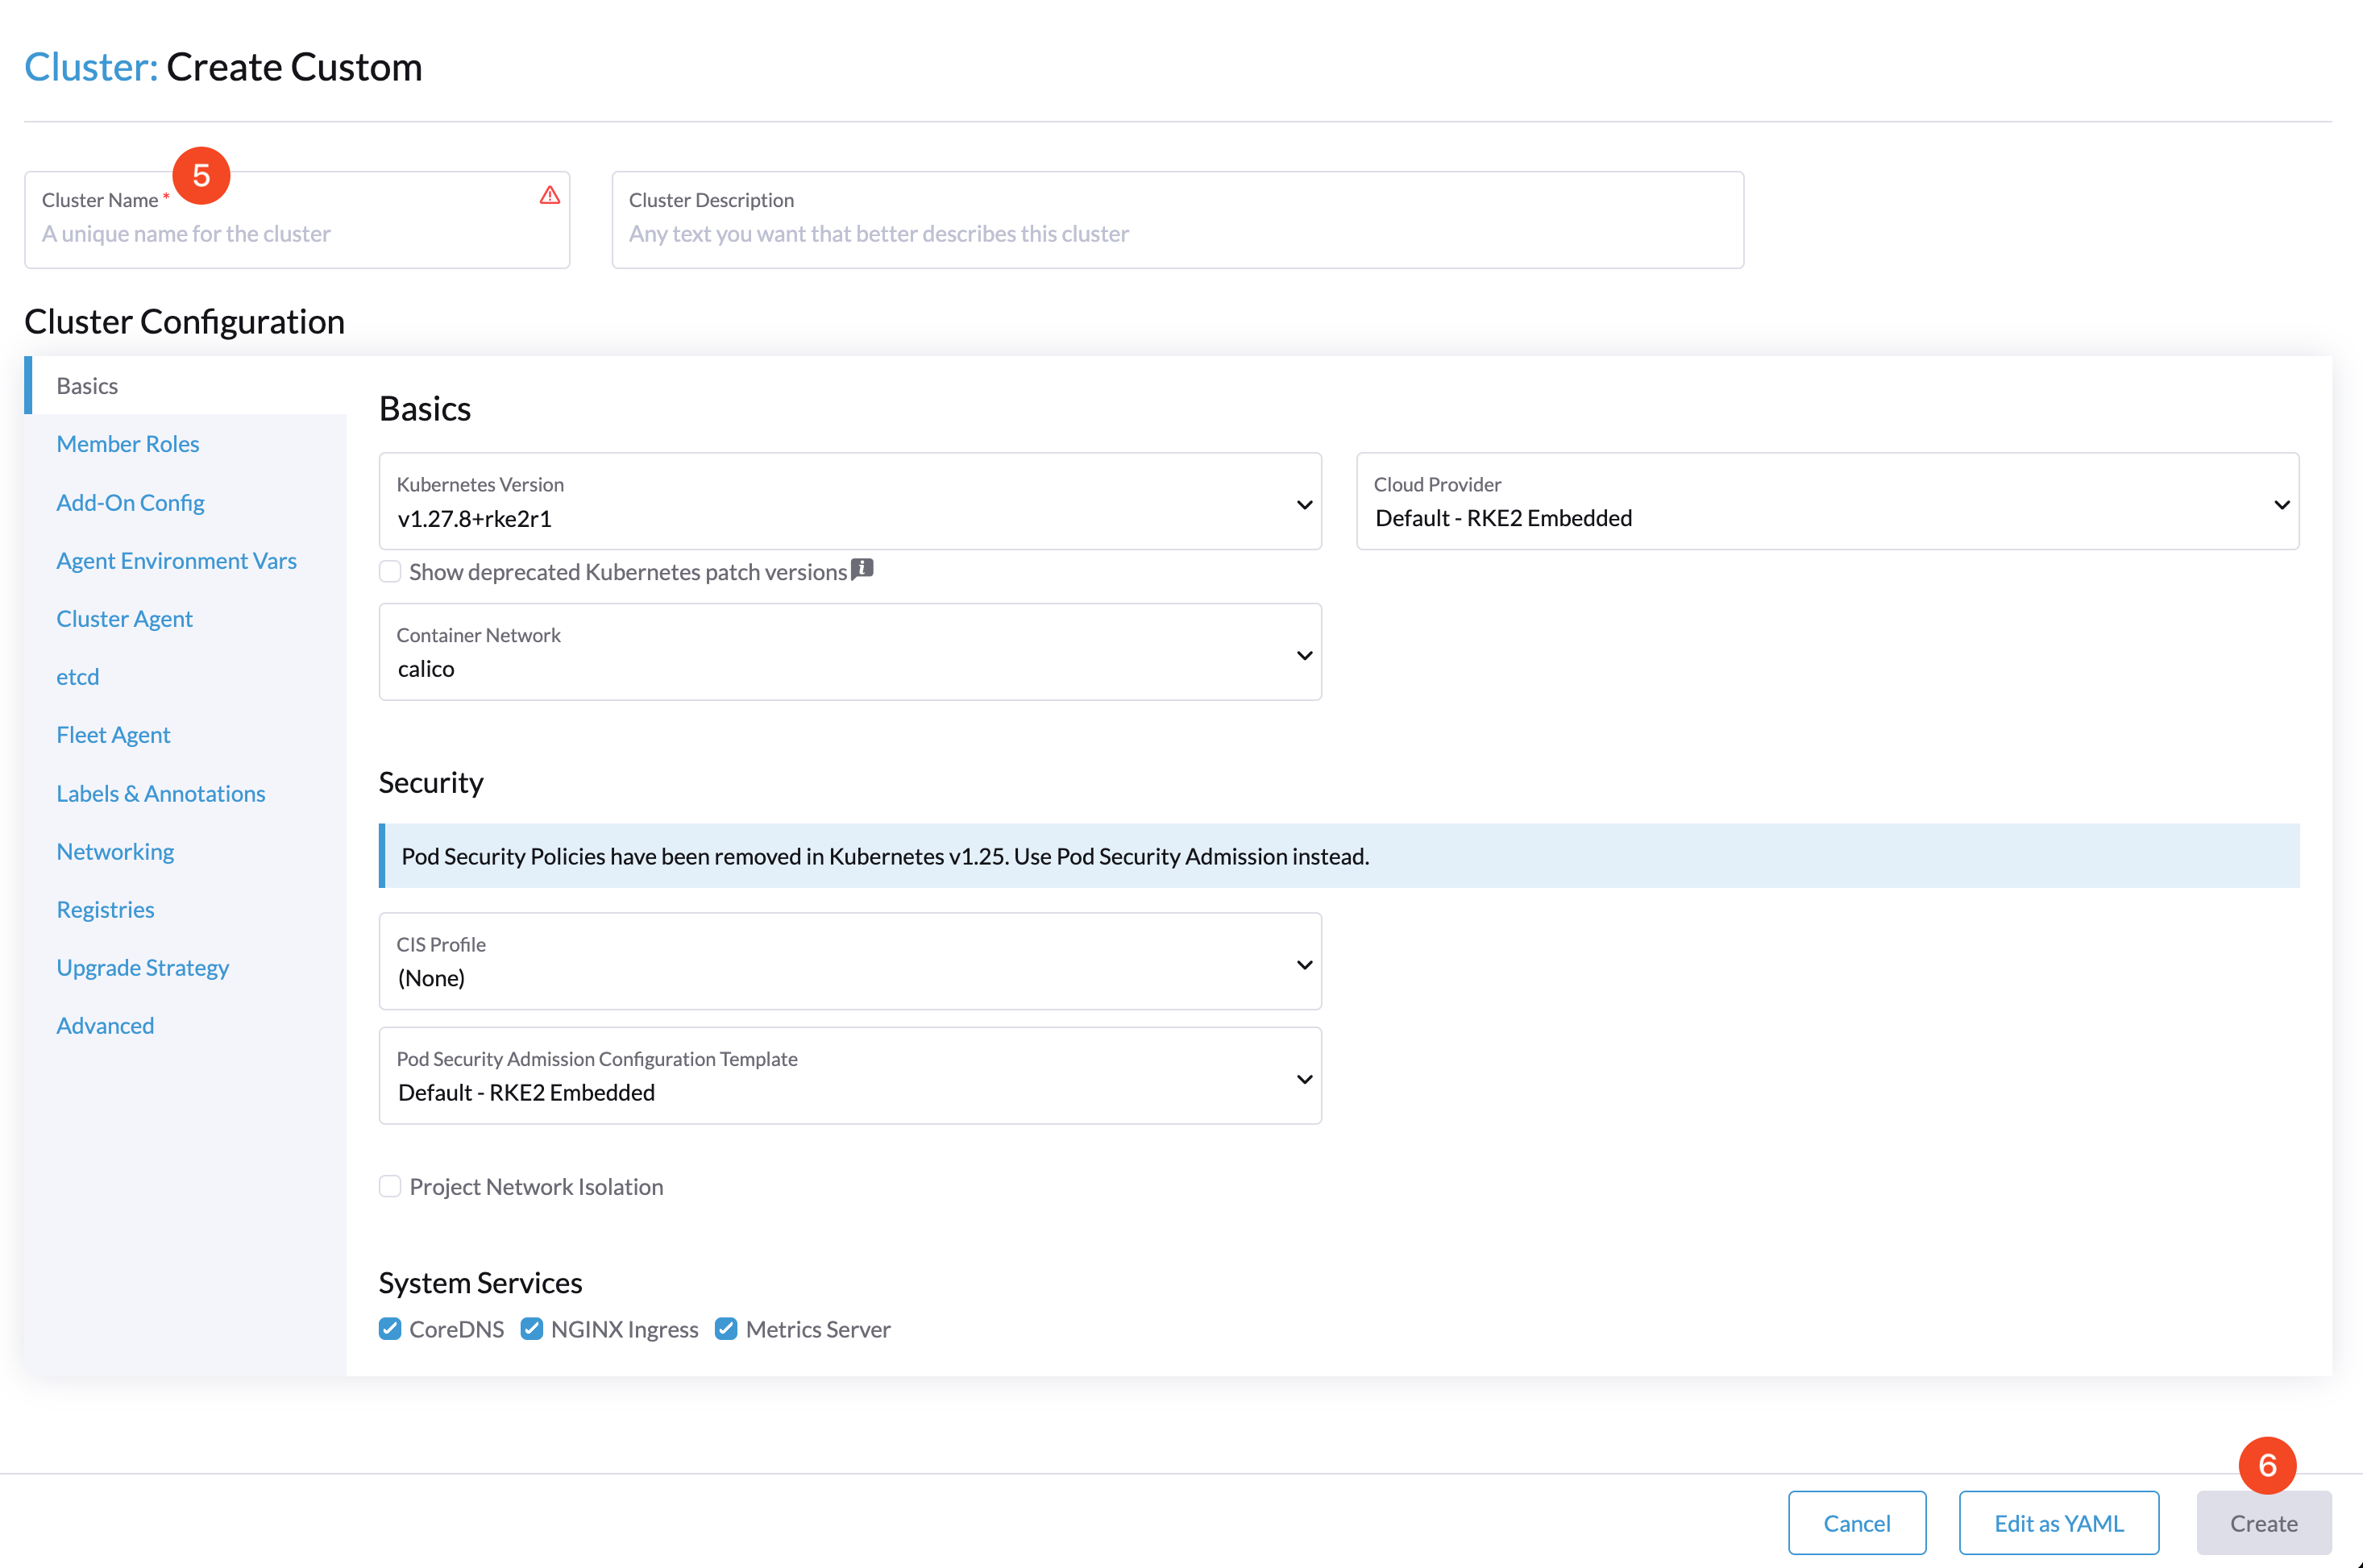 Cluster: Create Custom
5
Cluster Name *
A unique name for the cluster
Cluster Description
Any text you want that better describes this cluster
Cluster Configuration
Basics
Member Roles
Add-On Config
Agent Environment Vars
Cluster Agent
etcd
Fleet Agent
Labels & Annotations
Networking
Registries
Upgrade Strategy
Advanced
Basics
Kubernetes Version
v1.27.8+rke2r1
Cloud Provider
Default - RKE2 Embedded
Show deprecated Kubernetes patch versions
Container Network
calico
Security
Pod Security Policies have been removed in Kubernetes v1.25. Use Pod Security Admission instead.
CIS Profile
(None)
Pod Security Admission Configuration Template
Default - RKE2 Embedded
Project Network Isolation
System Services
CoreDNS NGINX Ingress Metrics Server
6
Cancel Edit as YAML Create